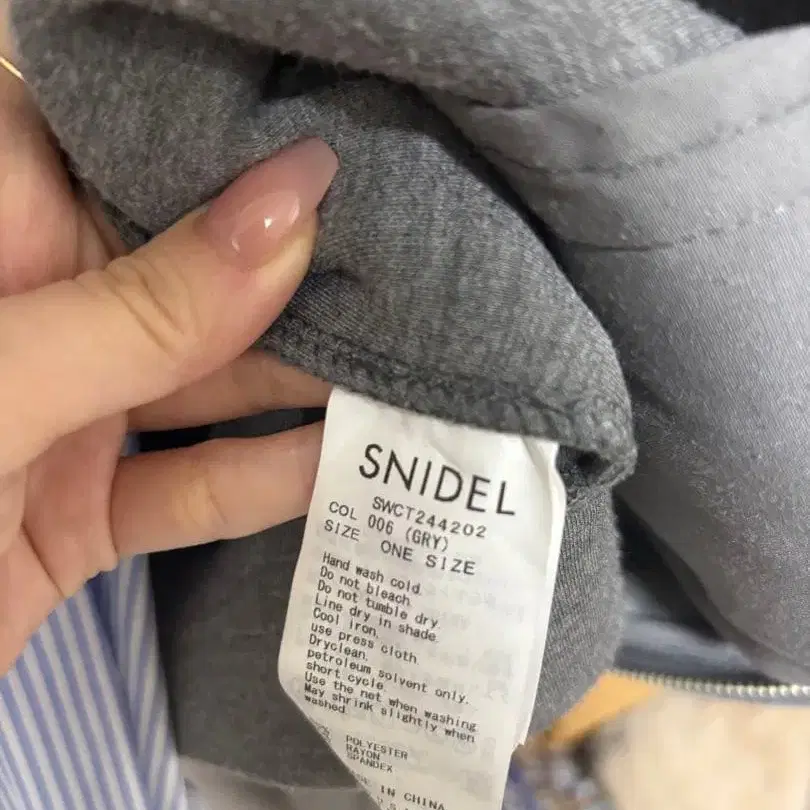 SNIDEL
SWCT244202
COL 006 (GRY)
SIZE ONE SIZE
Hand wash cold.
Do not bleach.
Do not tumble dry.
Line dry in shade.
Cool iron.
use press cloth
Dryclean.
petroleum solvent only.
short cycle.
Use the net when washing
May shrink slightly when
washed
POLYESTER
RAYON
SPANDEX
IN CHINA